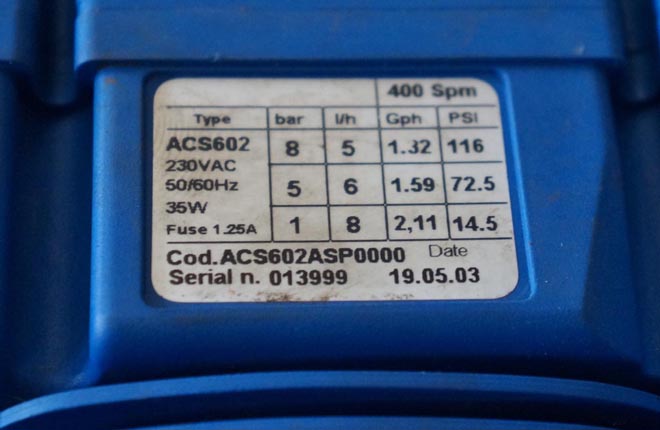 400 Spm
Type bar l/h Gph PSI
ACS602 8 5 1.32 116
230VAC
50/60Hz 5 6 1.59 72.5
35W
Fuse 1.25A 1 8 2,11 14.5
Cod.ACS602ASP0000 Date
Serial n. 013999 19.05.03